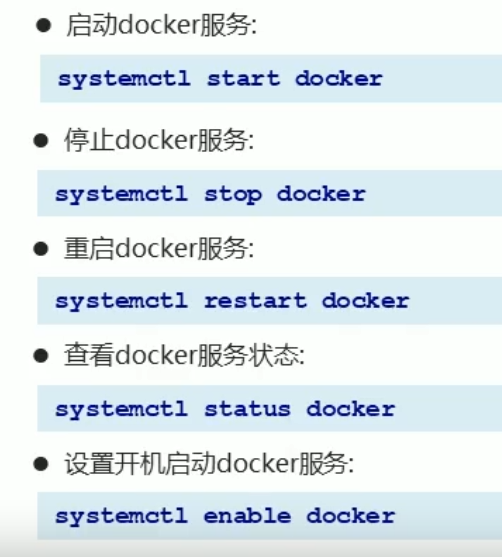 ● 启动docker服务:
systemctl start docker
● 停止docker服务:
systemctl stop docker
● 重启docker服务:
systemctl restart docker
● 查看docker服务状态:
systemctl status docker
● 设置开机启动docker服务:
systemctl enable docker